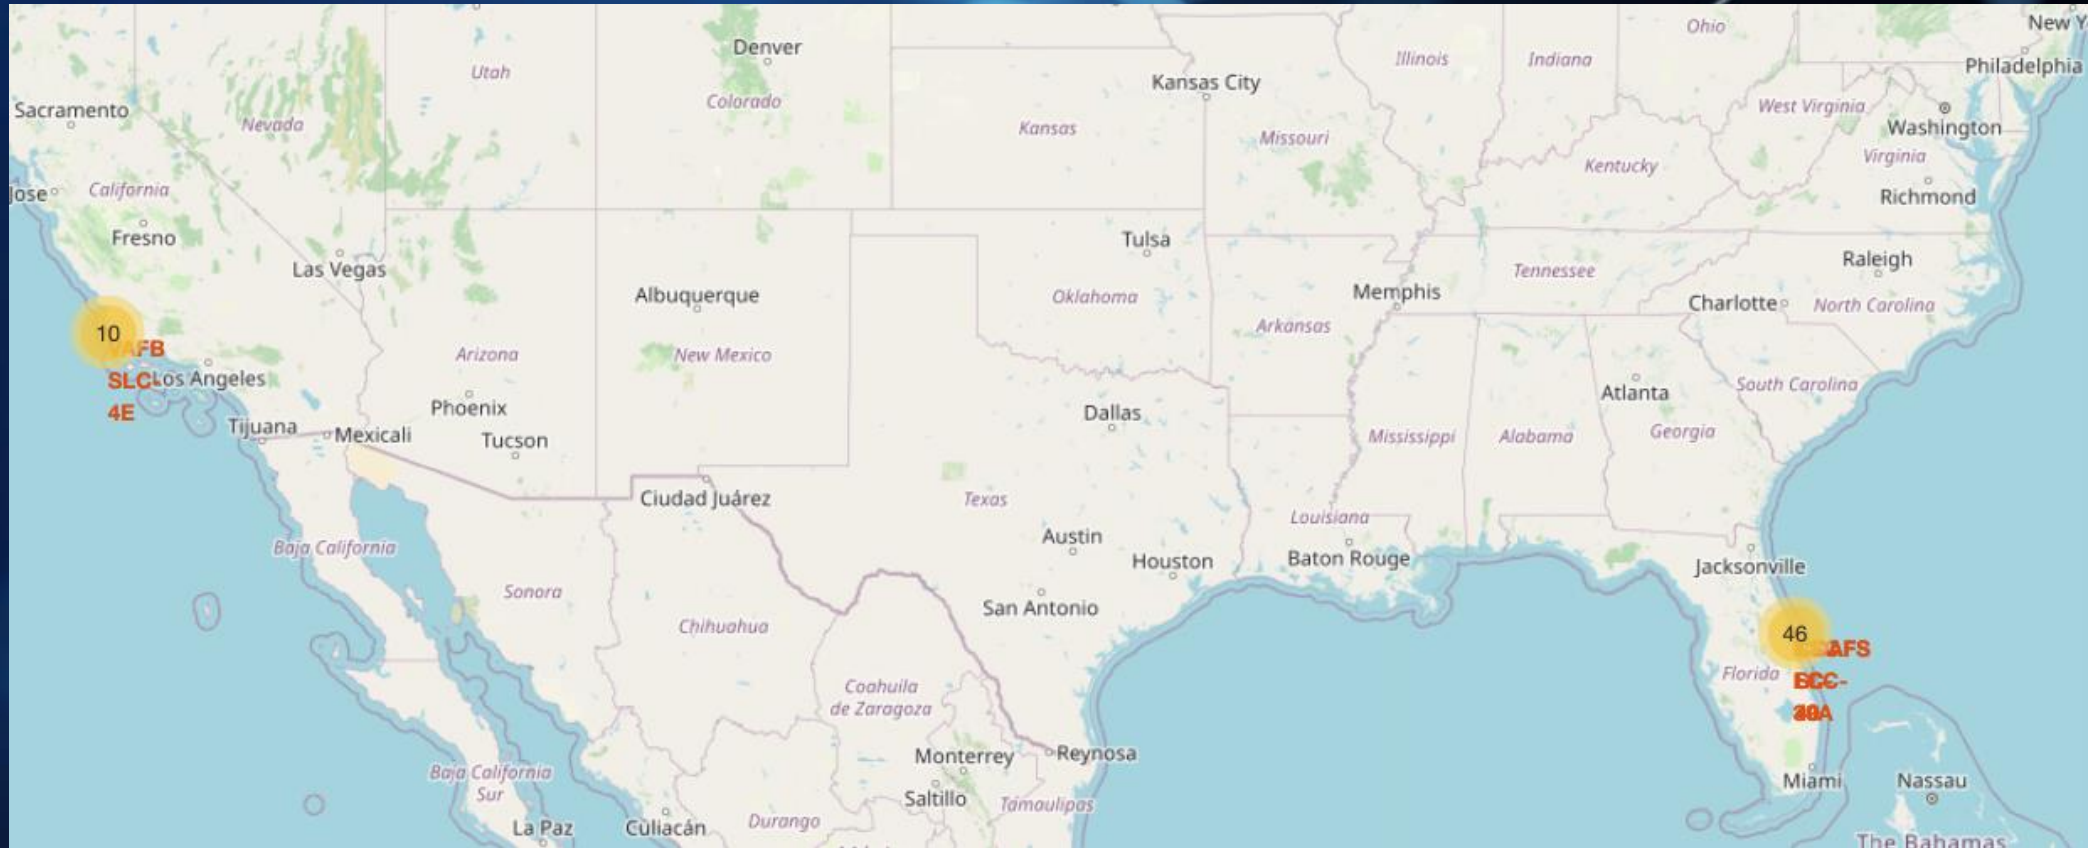 New Y
Ohio
Denver
Illinois
Indiana
Philadelphia
Utah
Kansas City
Colorado
Sacramento
West Virginia
Nevada
Kansas
Washington
Missouri
Virginia
Kentucky
Jose
California
Richmond
Fresno
Tulsa
Las Vegas
Raleigh
Tennessee
Albuquerque
Oklahoma
Memphis
Charlotte
North Carolina
Arkansas
10
AFB
SLC-
4E
Arizona
New Mexico
Los Angeles
South Carolina
Atlanta
Phoenix
Dallas
Tijuana
Mexicali
Tucson
Mississippi
Alabama
Georgia
Ciudad Juárez
Texas
Louisiana
Austin
Baja California
Houston
Baton Rouge
Jacksonville
Sonora
San Antonio
Chihuahua
46
AFS
Florida
Coahuila
de Zaragoza
Monterrey
Reynosa
Baja California
Sur
Miami
Nassau
Saltillo
Tamaulipas
La Paz
Culiacán
Durango
The Bahamas